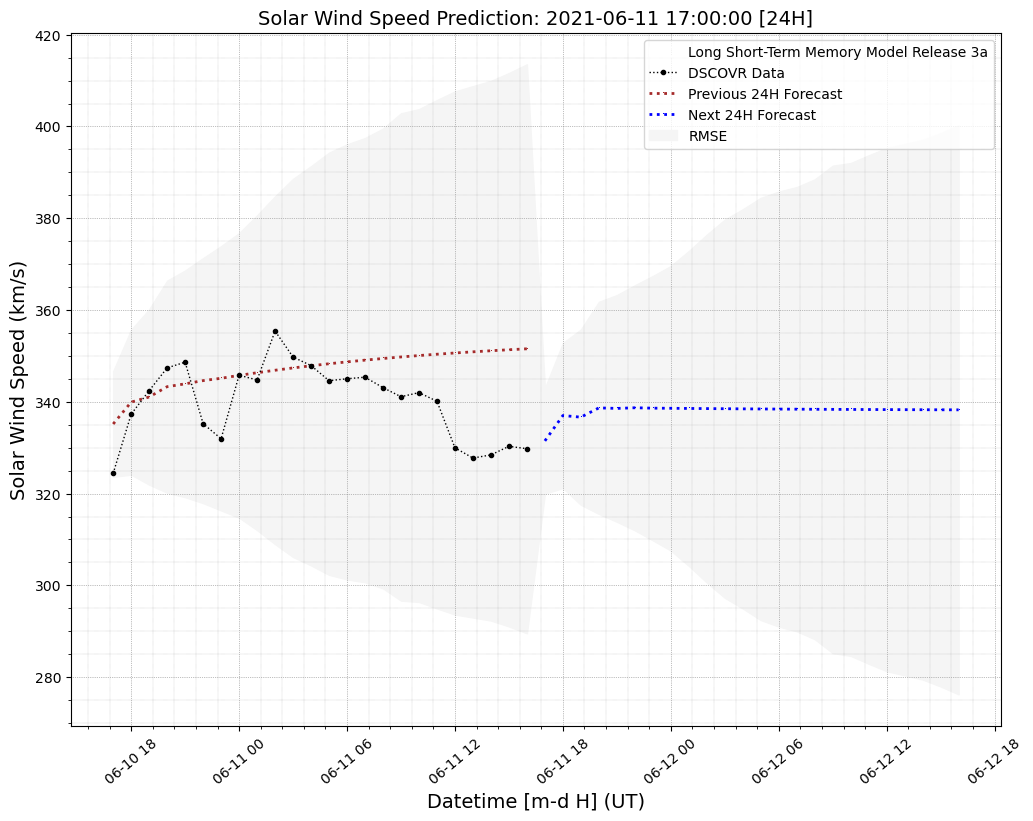 Solar Wind Speed Prediction: 2021-06-11 17:00:00 [24H]
Long Short-Term Memory Model Release 3a
DSCOVR Data
Previous 24H Forecast
Next 24H Forecast
RMSE
Solar Wind Speed (km/s)
420
400
380
360
340
320
300
280
06-10 18
06-11 00
06-11 06
06-11 12
06-11 18
06-12 00
06-12 06
06-12 12
06-12 18
Datetime [m-d H] (UT)